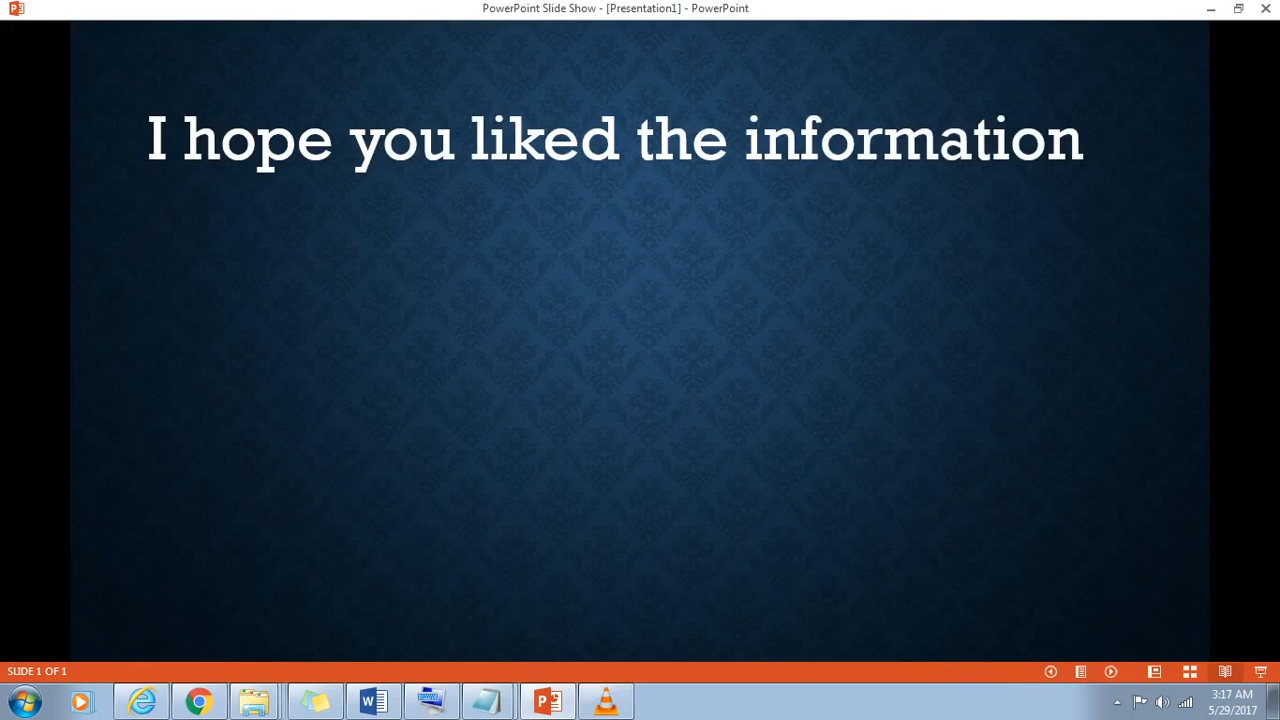 PowerPoint Slide Show - [Presentation1] - PowerPoint
I hope you liked the information
SLIDE 1 OF 1
3:17 AM
5/29/2017